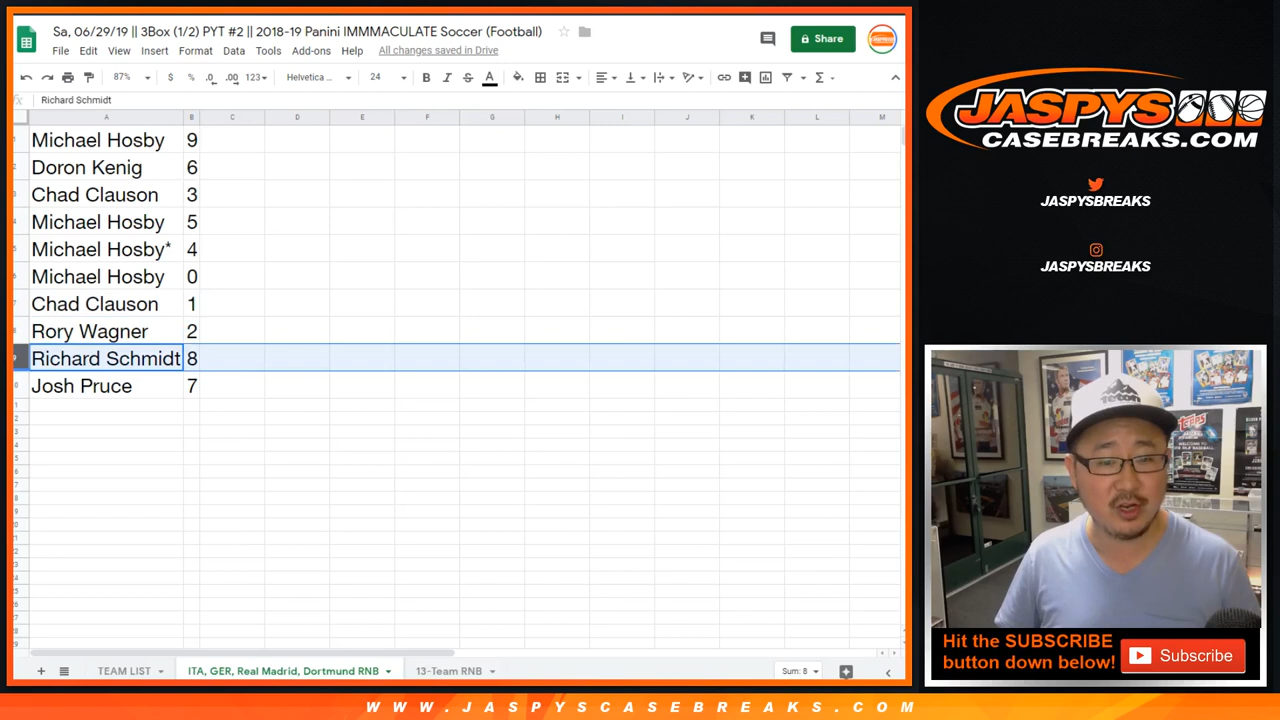 Sa, 06/29/19 || 3Box (1/2) PYT #2 || 2018-19 Panini IMMMACULATE Soccer (Football)
File Edit View Insert Format Data Tools Add-ons Help All changes saved in Drive
Share
87% $ % .0 .00 123 Helvetica ... 24 B I S A
fx Richard Schmidt
A B C D E F G H I J K L M
Michael Hosby 9
Doron Kenig 6
Chad Clauson 3
Michael Hosby 5
Michael Hosby* 4
Michael Hosby 0
Chad Clauson 1
Rory Wagner 2
Richard Schmidt 8
Josh Pruce 7
TEAM LIST ITA, GER, Real Madrid, Dortmund RNB 13-Team RNB Sum: 8
JASPYS
CASEBREAKS.COM
JASPYSBREAKS
JASPYSBREAKS
TOPPS
Hit the SUBSCRIBE
button down below!
Subscribe
WWW.JASPYSCASEBREAKS.COM